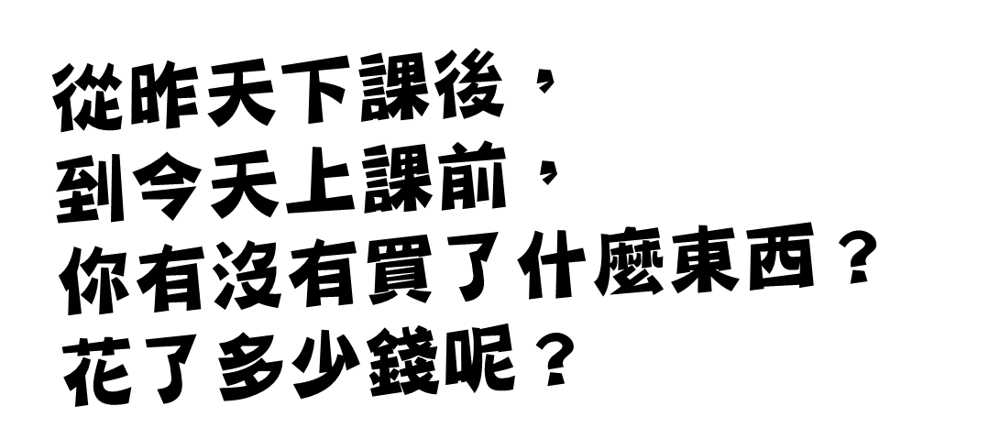 從昨天下課後，
到今天上課前，
你有沒有買了什麼東西？
花了多少錢呢？